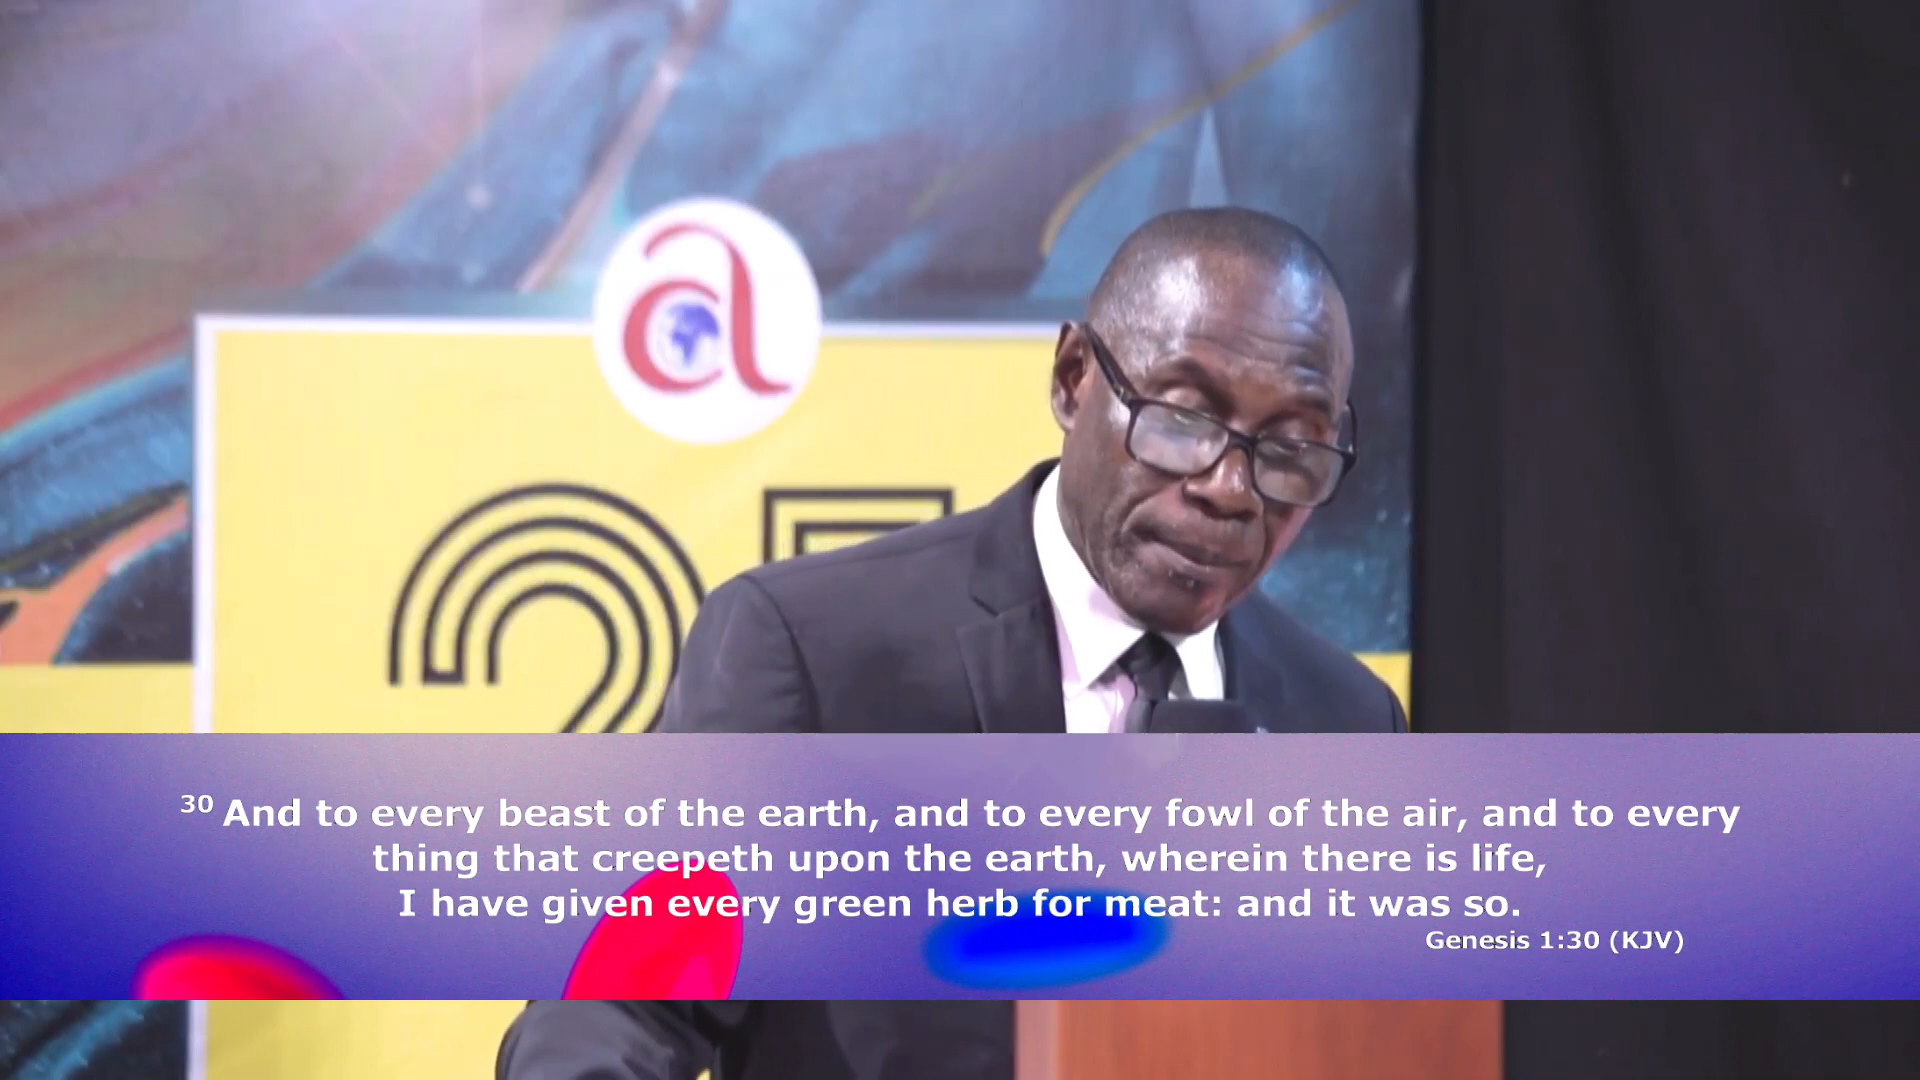 a
2
30 And to every beast of the earth, and to every fowl of the air, and to every
thing that creepeth upon the earth, wherein there is life,
I have given every green herb for meat: and it was so.
Genesis 1:30 (KJV)